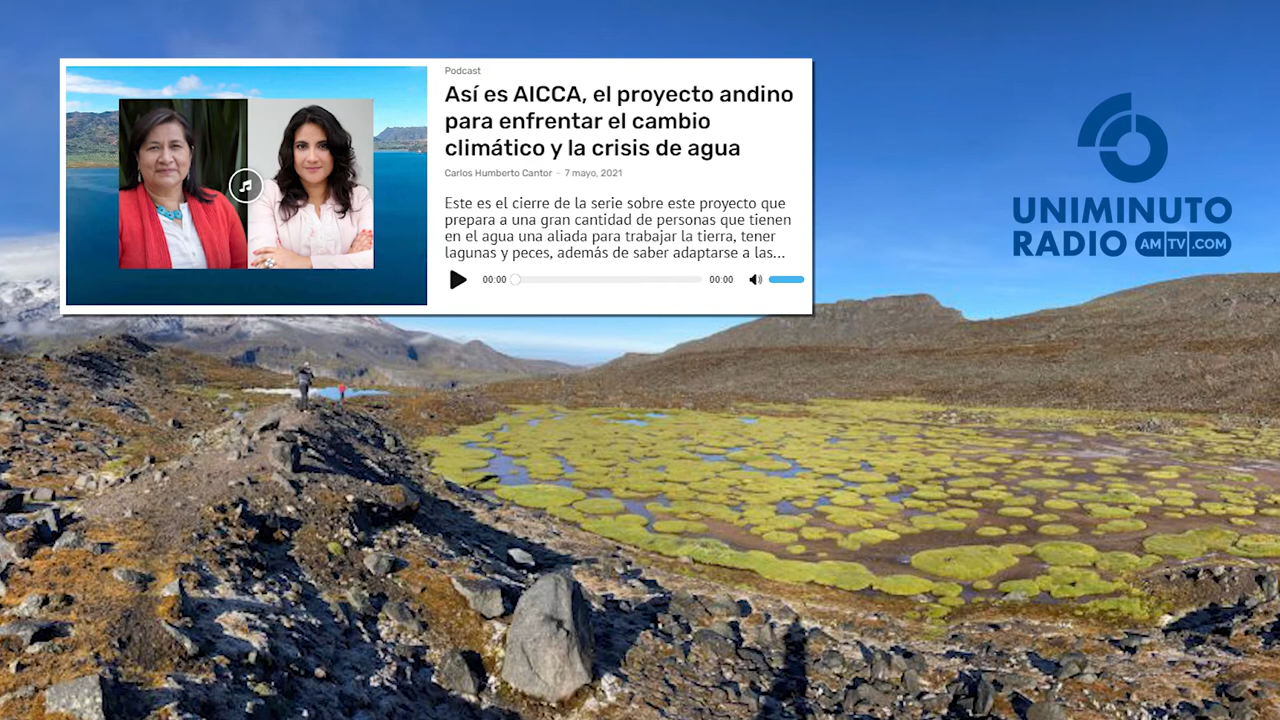 Podcast
Así es AICCA, el proyecto andino
para enfrentar el cambio
climático y la crisis de agua
Carlos Humberto Cantor – 7 mayo, 2021
Este es el cierre de la serie sobre este proyecto que
prepara a una gran cantidad de personas que tienen
en el agua una aliada para trabajar la tierra, tener
lagunas y peces, además de saber adaptarse a las...
00:00 00:00
UNIMINUTO
RADIO AM TV .COM